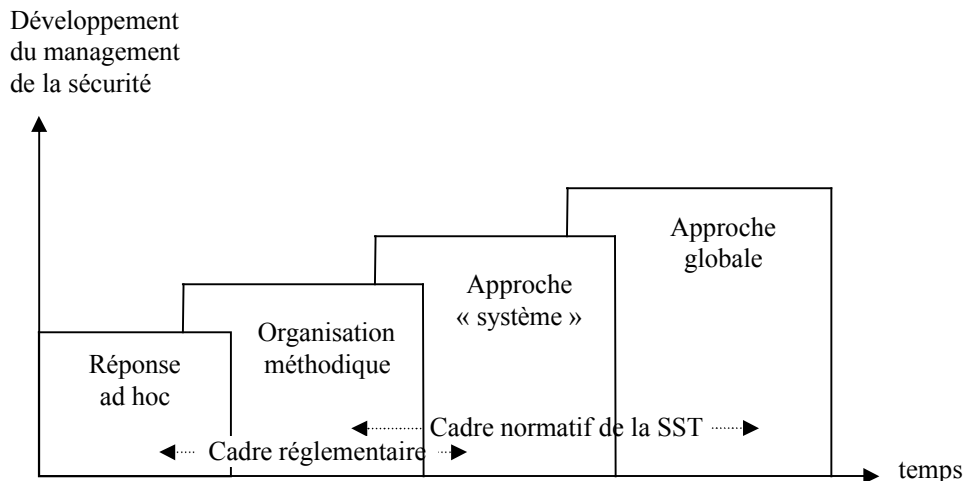 Développement
du management
de la sécurité
Approche
globale
Approche
« système »
Organisation
méthodique
Réponse
ad hoc
Cadre normatif de la SST
Cadre réglementaire
temps